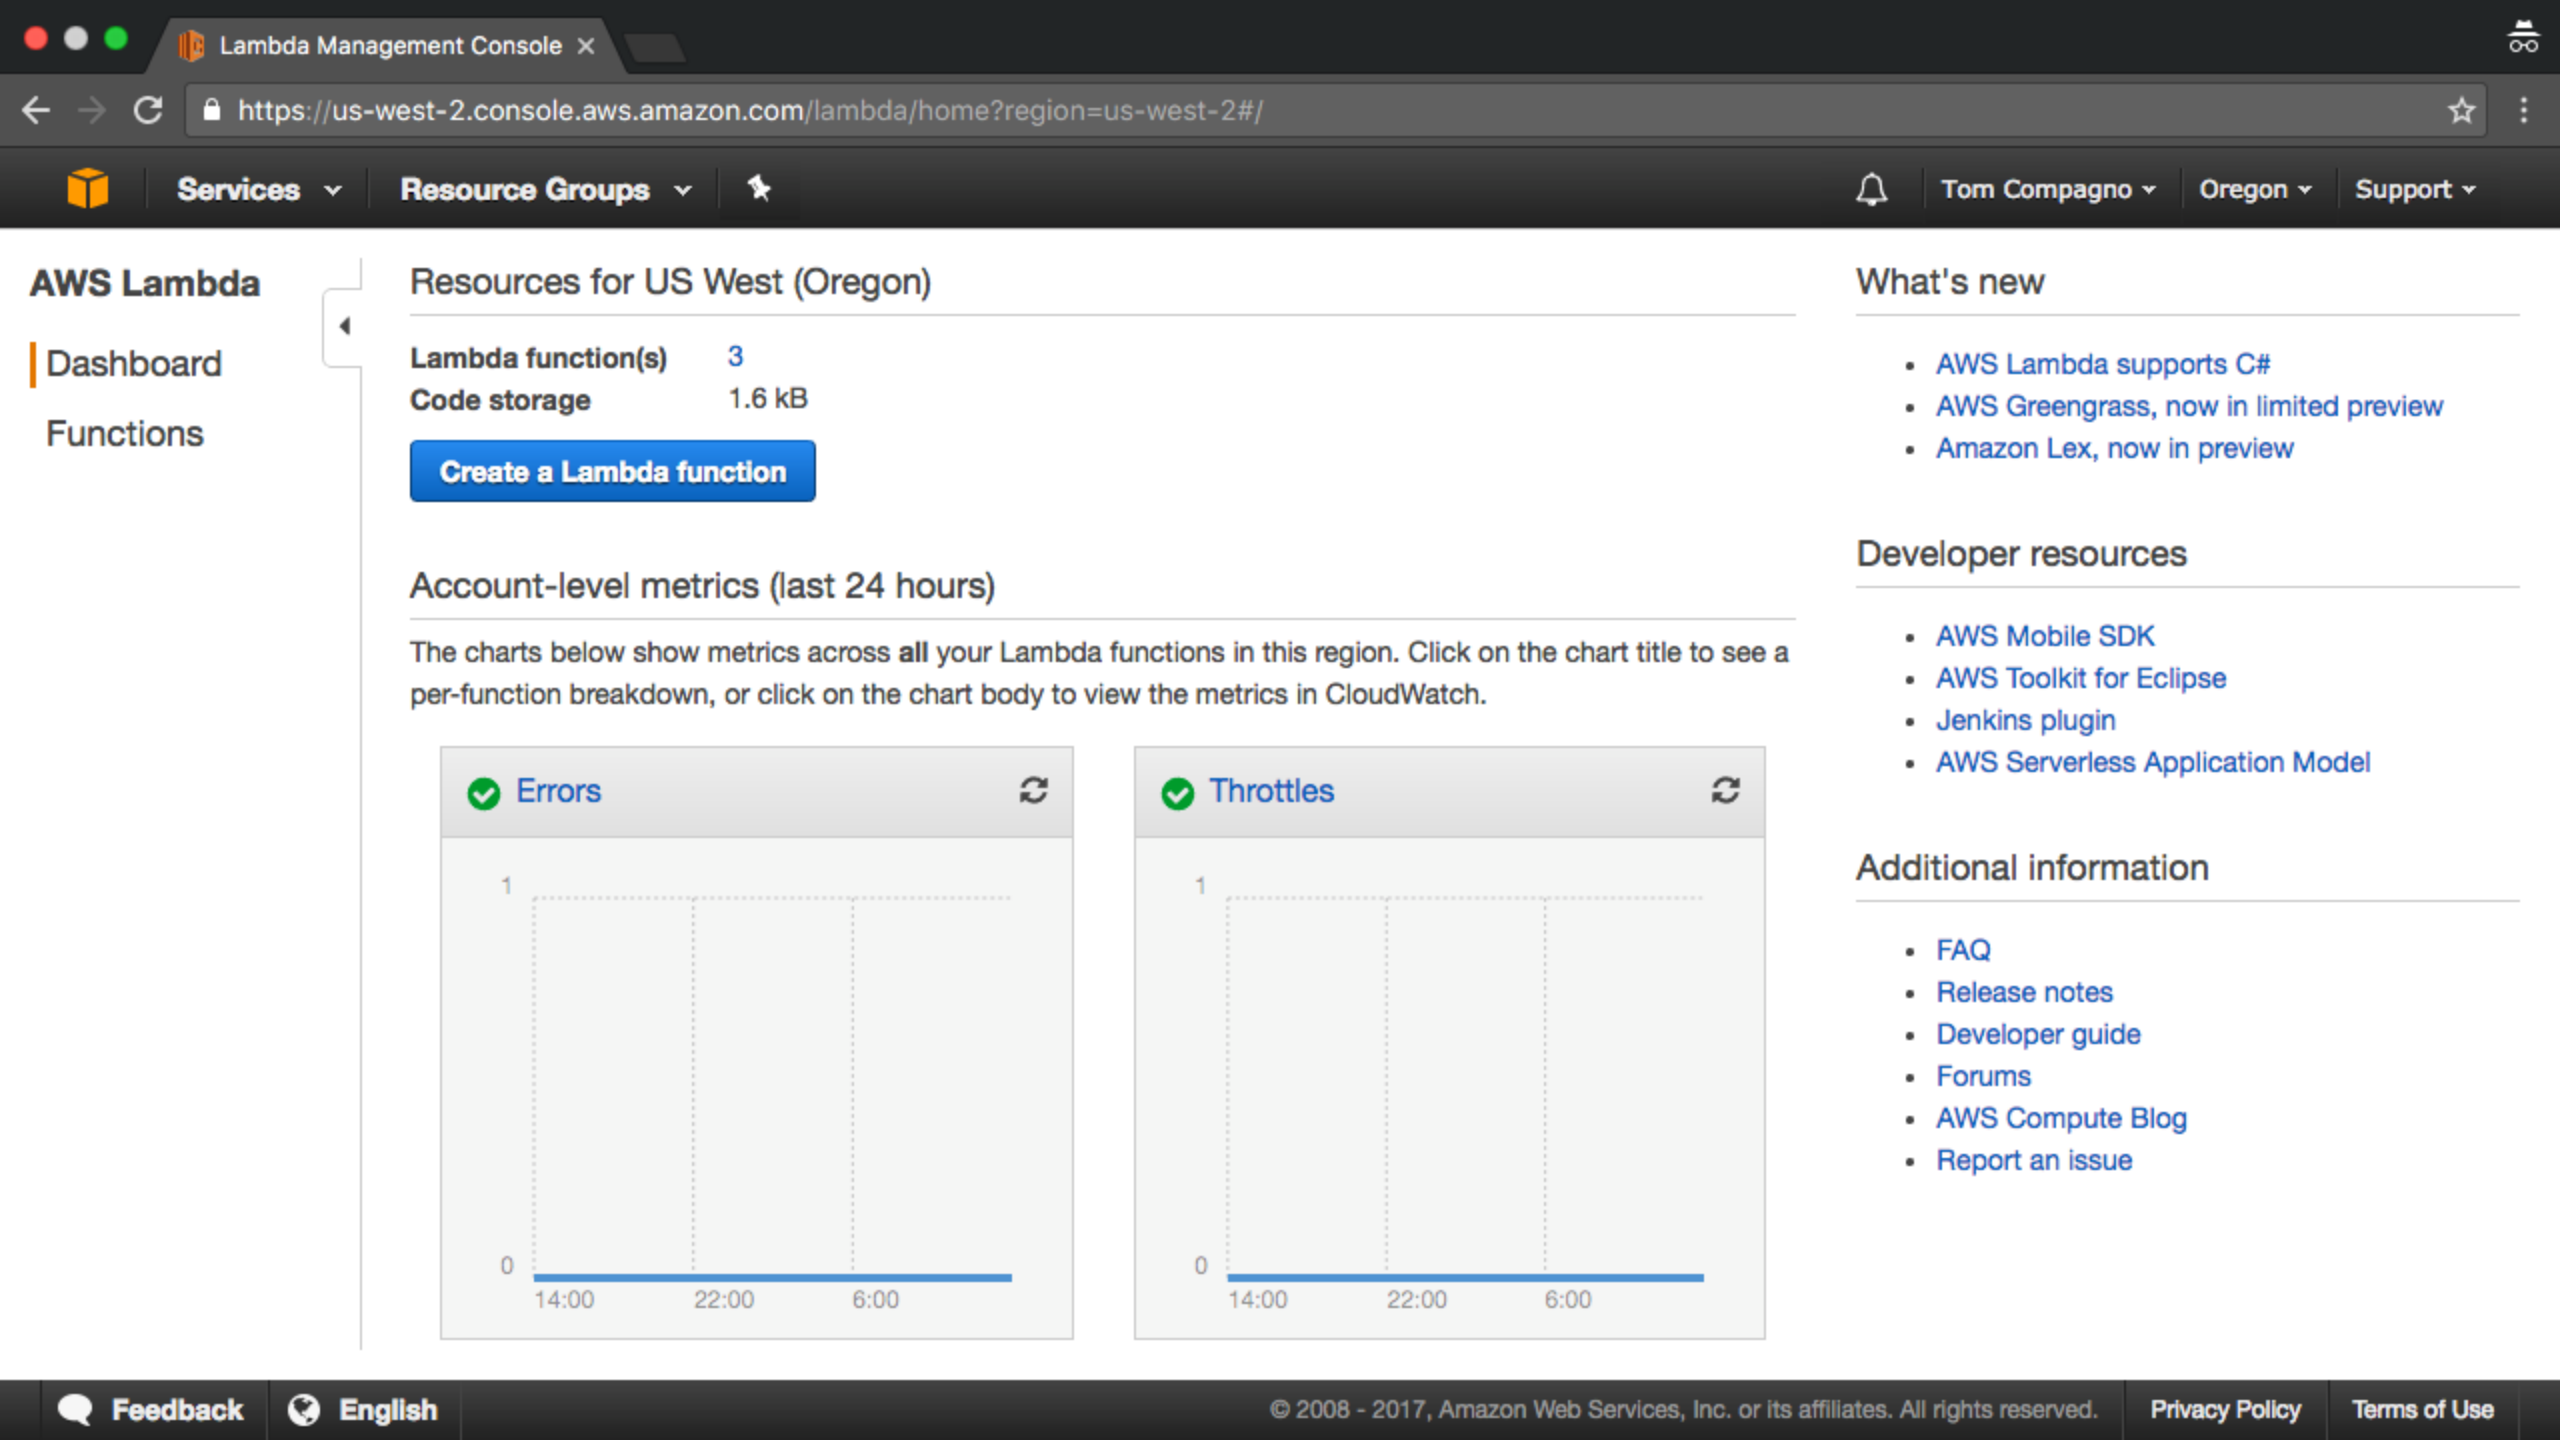 Lambda Management Console
https://us-west-2.console.aws.amazon.com/lambda/home?region=us-west-2#/
Services Resource Groups Tom Compagno Oregon Support
AWS Lambda
Dashboard
Functions
Resources for US West (Oregon)
Lambda function(s) 3
Code storage 1.6 kB
Create a Lambda function
Account-level metrics (last 24 hours)
The charts below show metrics across all your Lambda functions in this region. Click on the chart title to see a
per-function breakdown, or click on the chart body to view the metrics in CloudWatch.
Errors
1
0
14:00 22:00 6:00
Throttles
1
0
14:00 22:00 6:00
What's new
AWS Lambda supports C#
AWS Greengrass, now in limited preview
Amazon Lex, now in preview
Developer resources
AWS Mobile SDK
AWS Toolkit for Eclipse
Jenkins plugin
AWS Serverless Application Model
Additional information
FAQ
Release notes
Developer guide
Forums
AWS Compute Blog
Report an issue
Feedback English © 2008 - 2017, Amazon Web Services, Inc. or its affiliates. All rights reserved. Privacy Policy Terms of Use